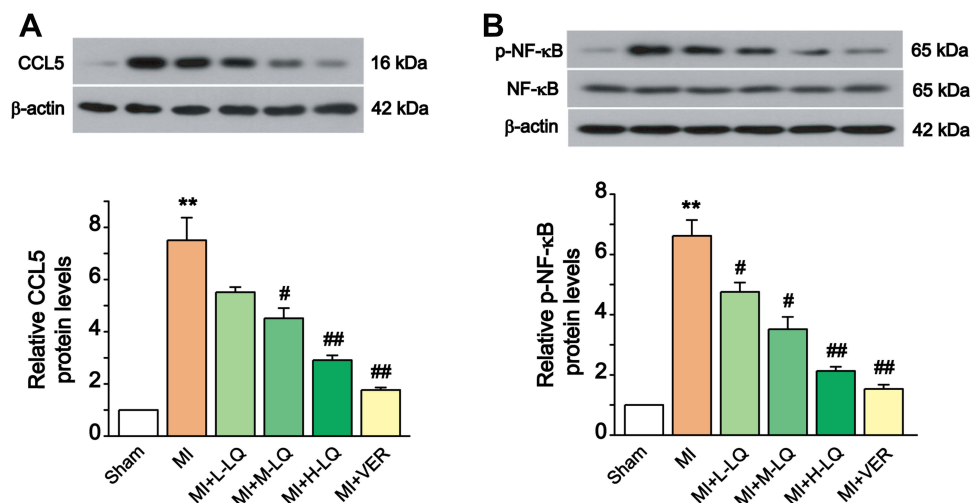 A
CCL5
16 kDa
β-actin
42 kDa
Relative CCL5
protein levels
8
6
4
2
0
**
#
##
##
Sham
MI
MI+L-LQ
MI+M-LQ
MI+H-LQ
MI+VER
B
p-NF-κB
65 kDa
NF-κB
65 kDa
β-actin
42 kDa
Relative p-NF-κB
protein levels
8
6
4
2
0
**
#
#
##
##
Sham
MI
MI+L-LQ
MI+M-LQ
MI+H-LQ
MI+VER